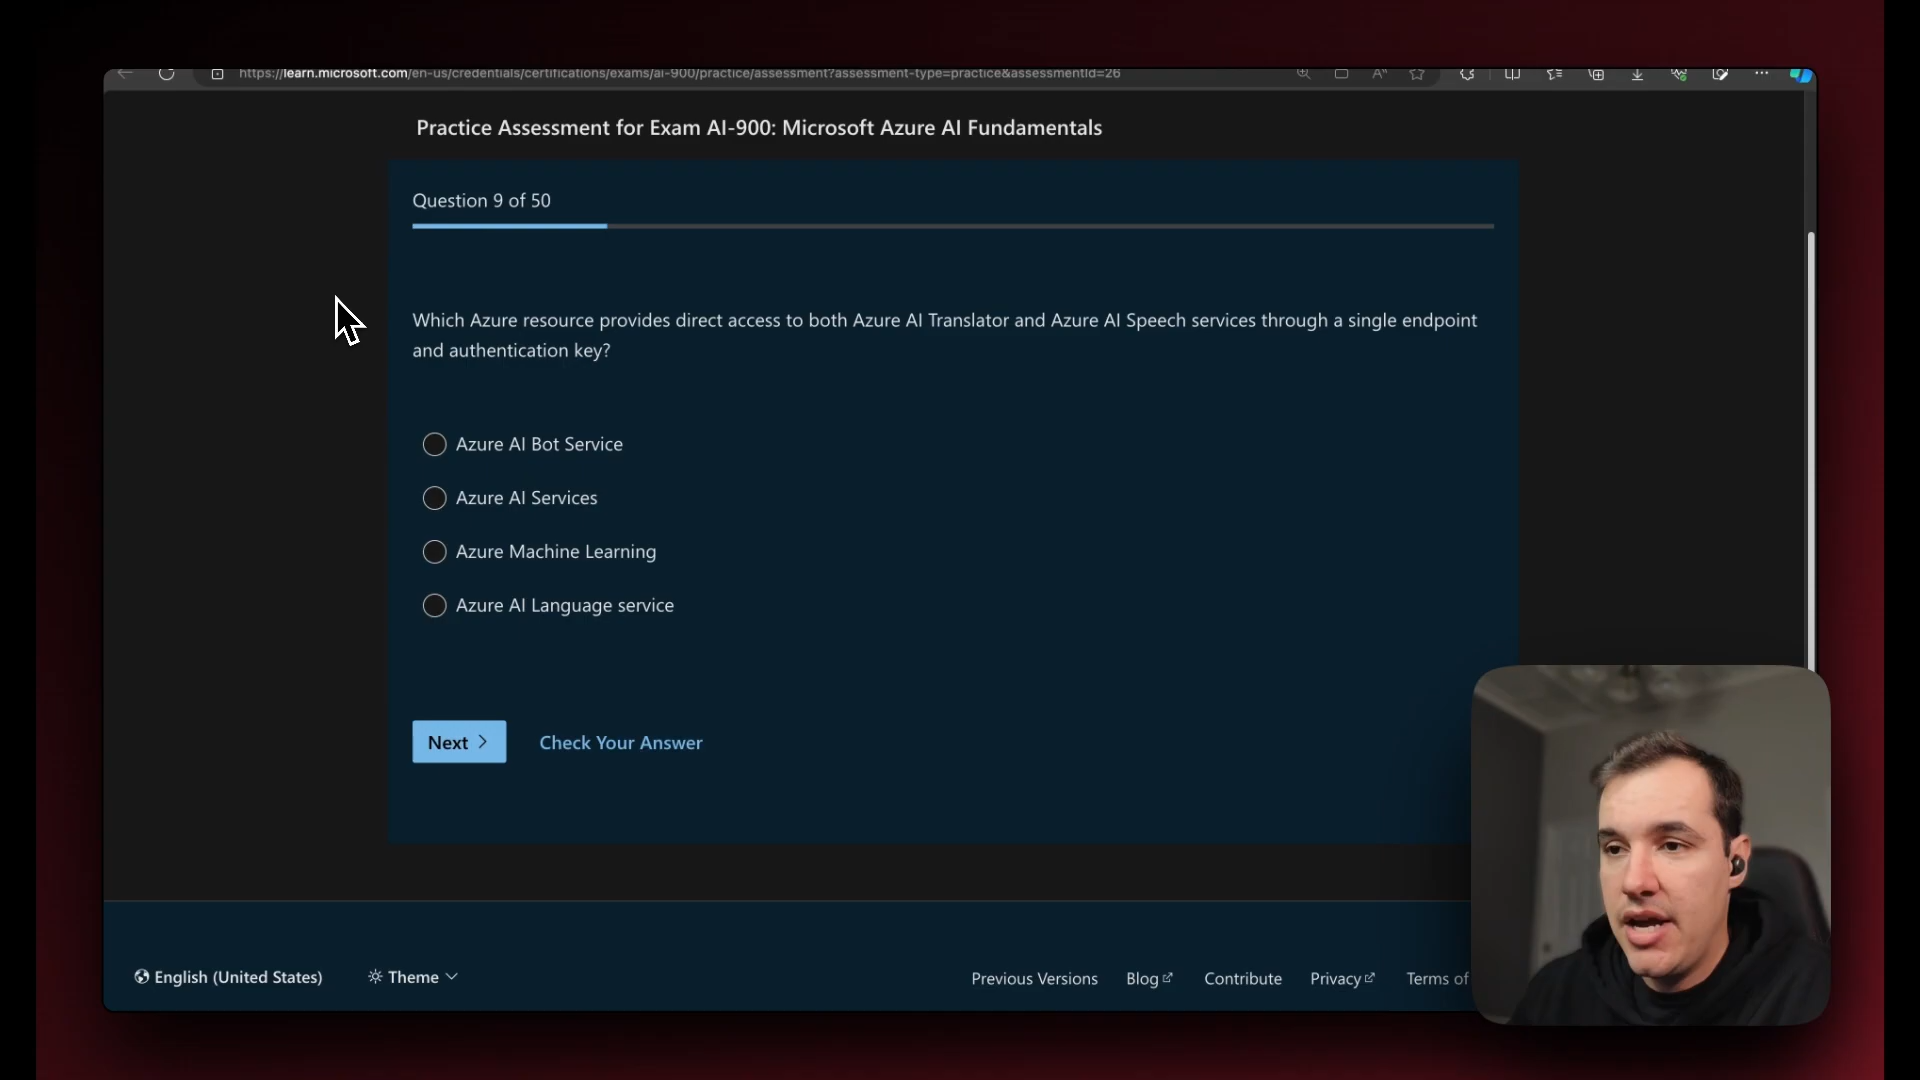 https://learn.microsoft.com/en-us/credentials/certifications/exams/ai-900/practice/assessment?assessment-type=practice&assessmentId=26
Practice Assessment for Exam AI-900: Microsoft Azure AI Fundamentals
Question 9 of 50
Which Azure resource provides direct access to both Azure AI Translator and Azure AI Speech services through a single endpoint
and authentication key?
Azure AI Bot Service
Azure AI Services
Azure Machine Learning
Azure AI Language service
Next
Check Your Answer
English (United States)
Theme
Previous Versions
Blog
Contribute
Privacy
Terms of